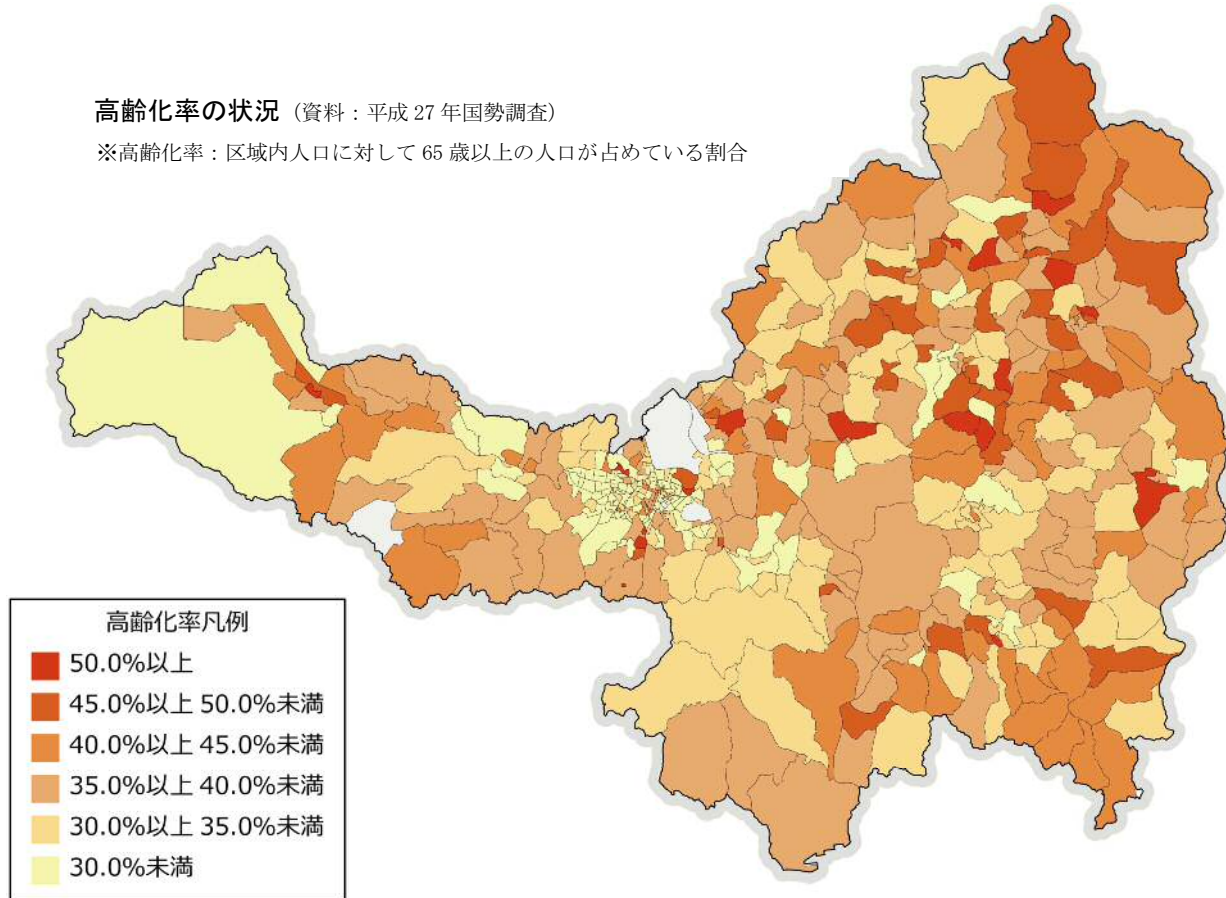 高齢化率の状況（資料：平成 27 年国勢調査）
※高齢化率：区域内人口に対して 65 歳以上の人口が占めている割合
高齢化率凡例
50.0%以上
45.0%以上 50.0%未満
40.0%以上 45.0%未満
35.0%以上 40.0%未満
30.0%以上 35.0%未満
30.0%未満